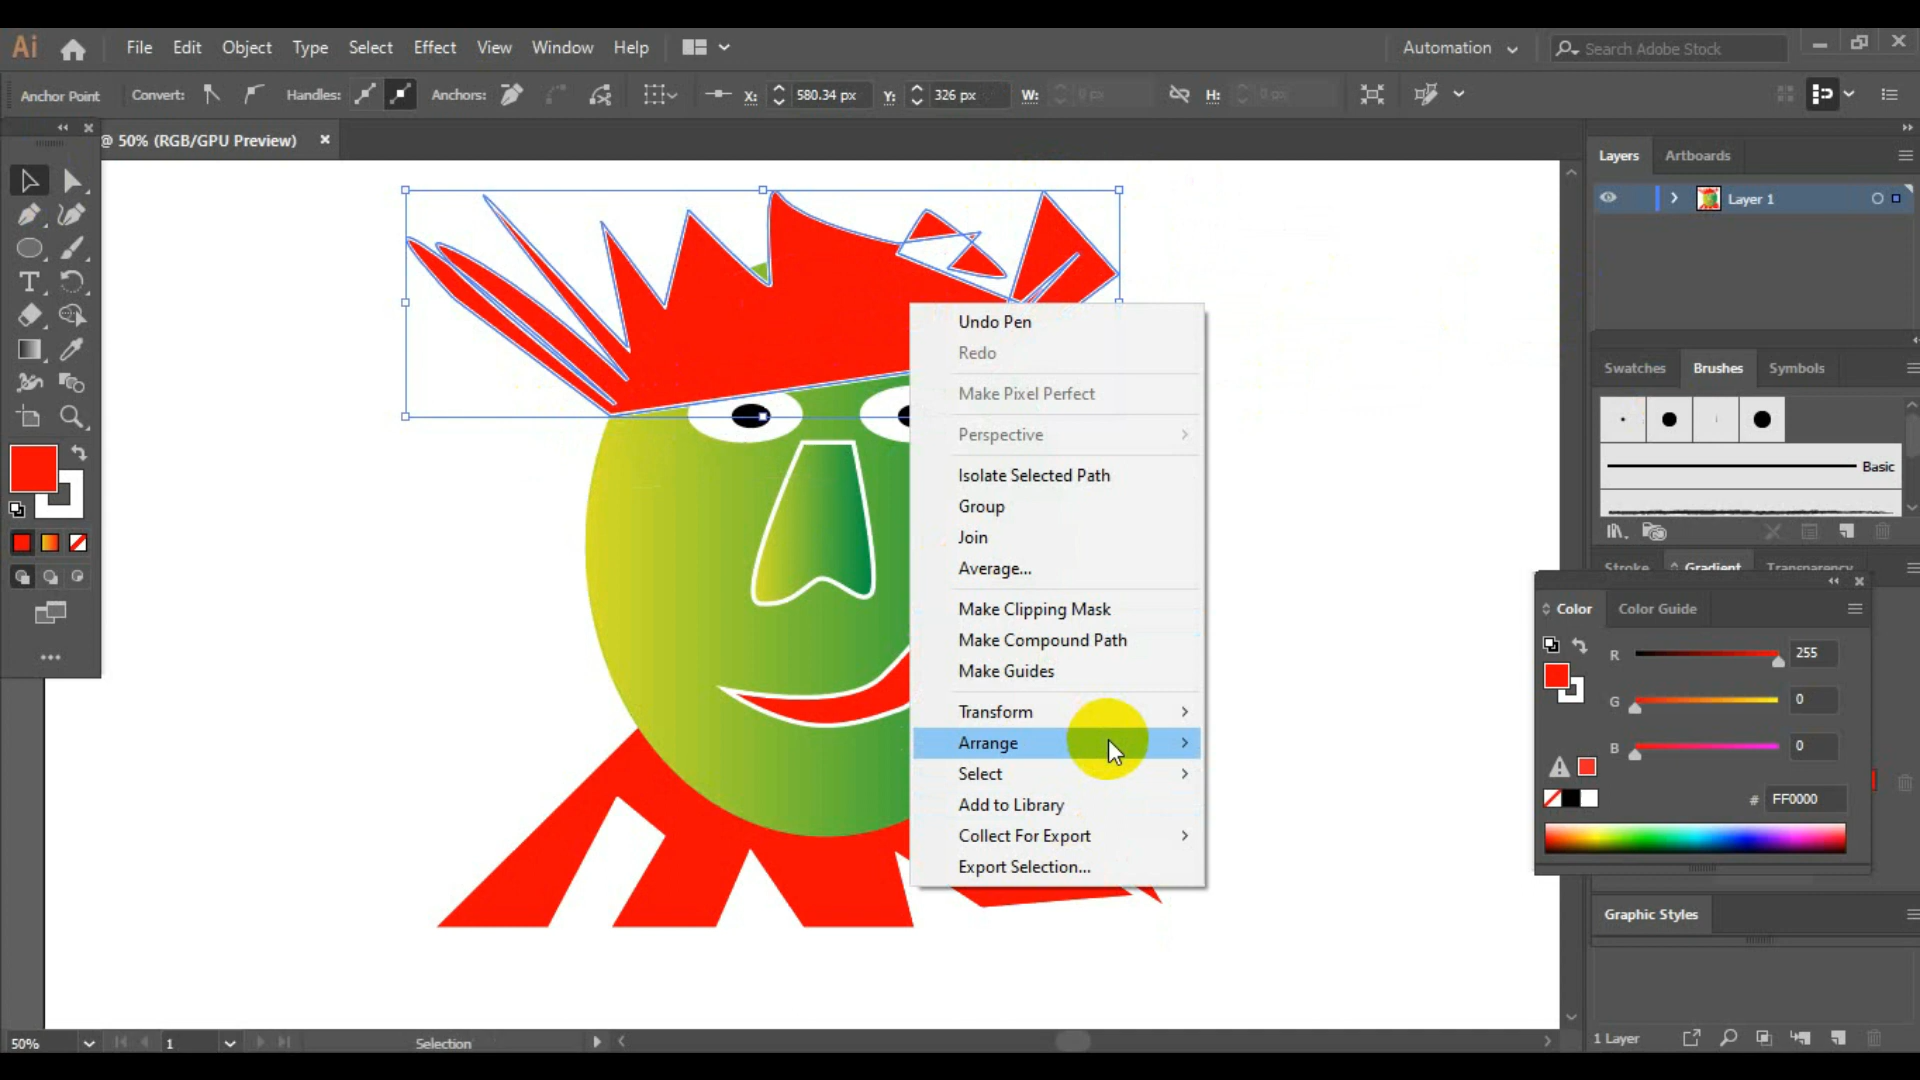 Ai File Edit Object Type Select Effect View Window Help Automation Search Adobe Stock
Anchor Point Convert: Handles: Anchors: X: 580.34 px Y: 326 px W: 0 px H: 0 px
@ 50% (RGB/GPU Preview)
Layers Artboards
Layer 1
Undo Pen
Redo
Make Pixel Perfect
Perspective
Isolate Selected Path
Group
Join
Average...
Make Clipping Mask
Make Compound Path
Make Guides
Transform
Arrange
Select
Add to Library
Collect For Export
Export Selection...
Swatches Brushes Symbols
Basic
Stroke Gradient Transparency
Color Color Guide
R 255
G 0
B 0
# FF0000
Graphic Styles
50% 1 Selection
1 Layer